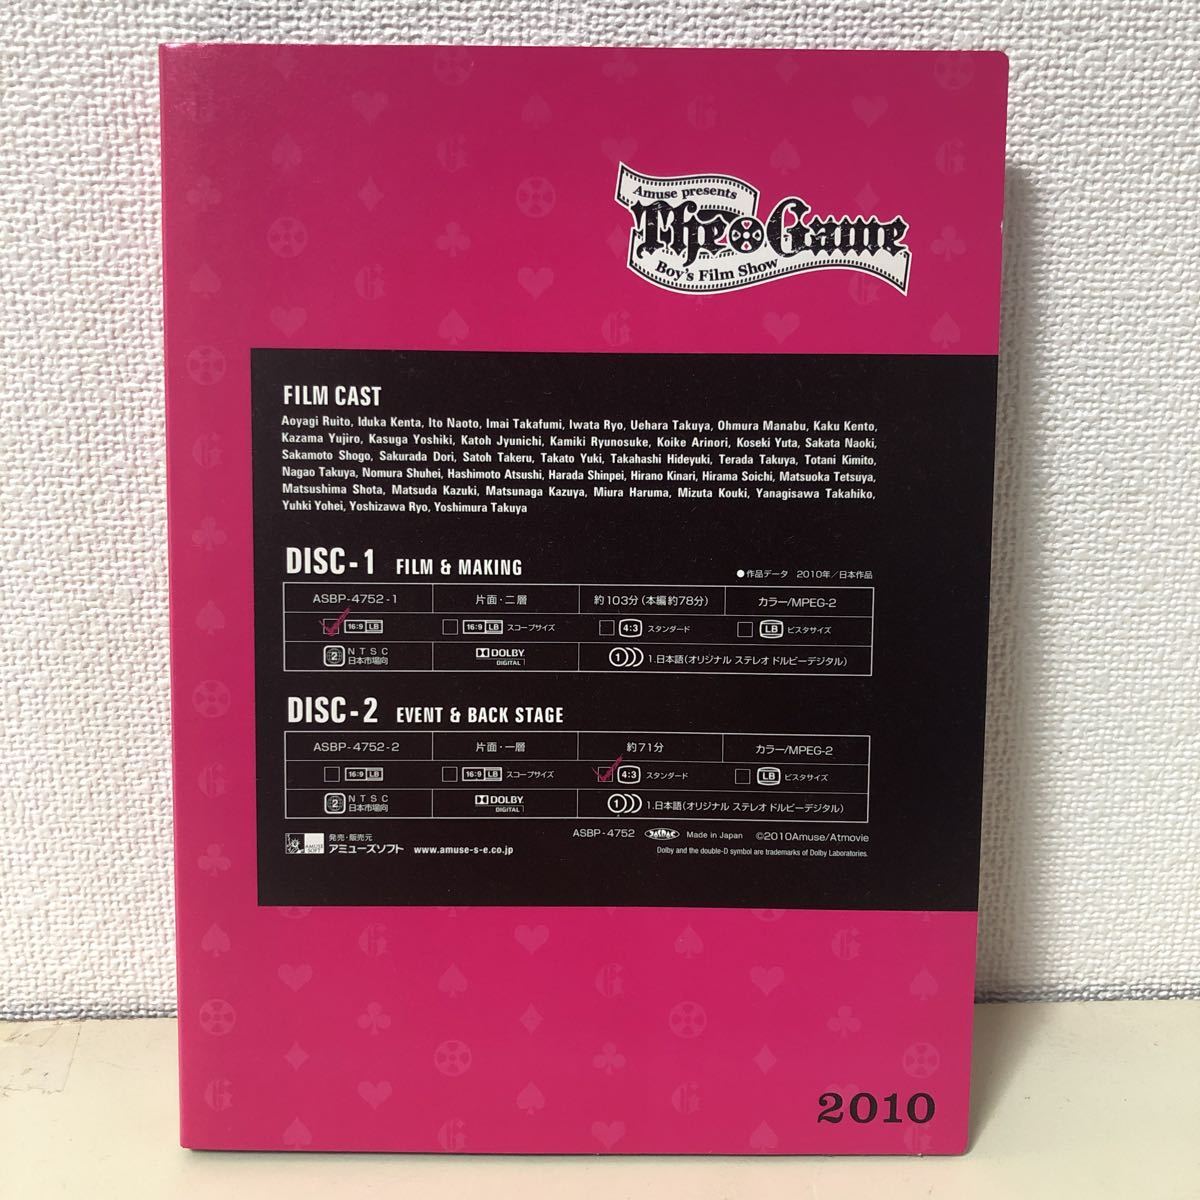 Amuse presents
The Game
Boy's Film Show
FILM CAST
Aoyagi Ruito, Iduka Kenta, Ito Naoto, Imai Takafumi, Iwata Ryo, Uehara Takuya, Ohmura Manabu, Kaku Kento,
Kazama Yujiro, Kasuga Yoshiki, Katoh Jyunichi, Kamiki Ryunosuke, Koike Arinori, Koseki Yuta, Sakata Naoki,
Sakamoto Shogo, Sakurada Dori, Satoh Takeru, Takato Yuki, Takahashi Hideyuki, Terada Takuya, Totani Kimito,
Nagao Takuya, Nomura Shuhei, Hashimoto Atsushi, Harada Shinpei, Hirano Kinari, Hirama Soichi, Matsuoka Tetsuya,
Matsushima Shota, Matsuda Kazuki, Matsunaga Kazuya, Miura Haruma, Mizuta Kouki, Yanagisawa Takahiko,
Yuhki Yohei, Yoshizawa Ryo, Yoshimura Takuya
DISC-1 FILM & MAKING ●作品データ 2010年/日本作品
ASBP-4752-1 片面・二層 約103分(本編約78分) カラー/MPEG-2
16:9 LB 16:9 LB スコープサイズ 4:3 スタンダード LB ビスタサイズ
2 NTSC 日本市場向 DOLBY DIGITAL 1 1.日本語(オリジナル ステレオ ドルビーデジタル)
DISC-2 EVENT & BACK STAGE
ASBP-4752-2 片面・一層 約71分 カラー/MPEG-2
16:9 LB 16:9 LB スコープサイズ 4:3 スタンダード LB ビスタサイズ
2 NTSC 日本市場向 DOLBY DIGITAL 1 1.日本語(オリジナル ステレオ ドルビーデジタル)
ASBP-4752 JASRAC Made in Japan ©2010Amuse/Atmovie
AMUSE SOFT 発売・販売元 アミューズソフト www.amuse-s-e.co.jp
Dolby and the double-D symbol are trademarks of Dolby Laboratories.
2010